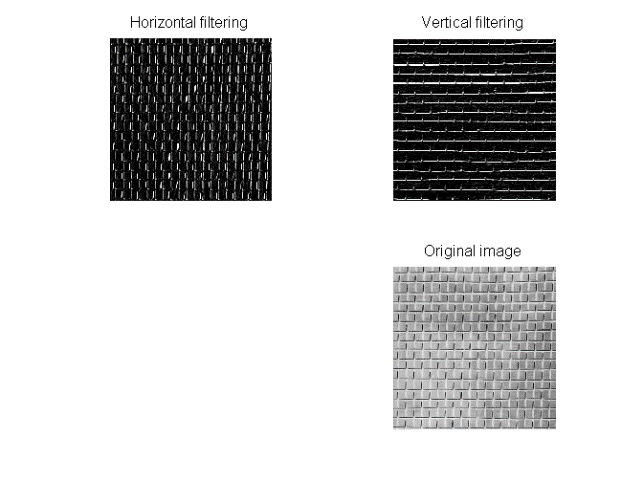 Horizontal filtering
Vertical filtering
Original image